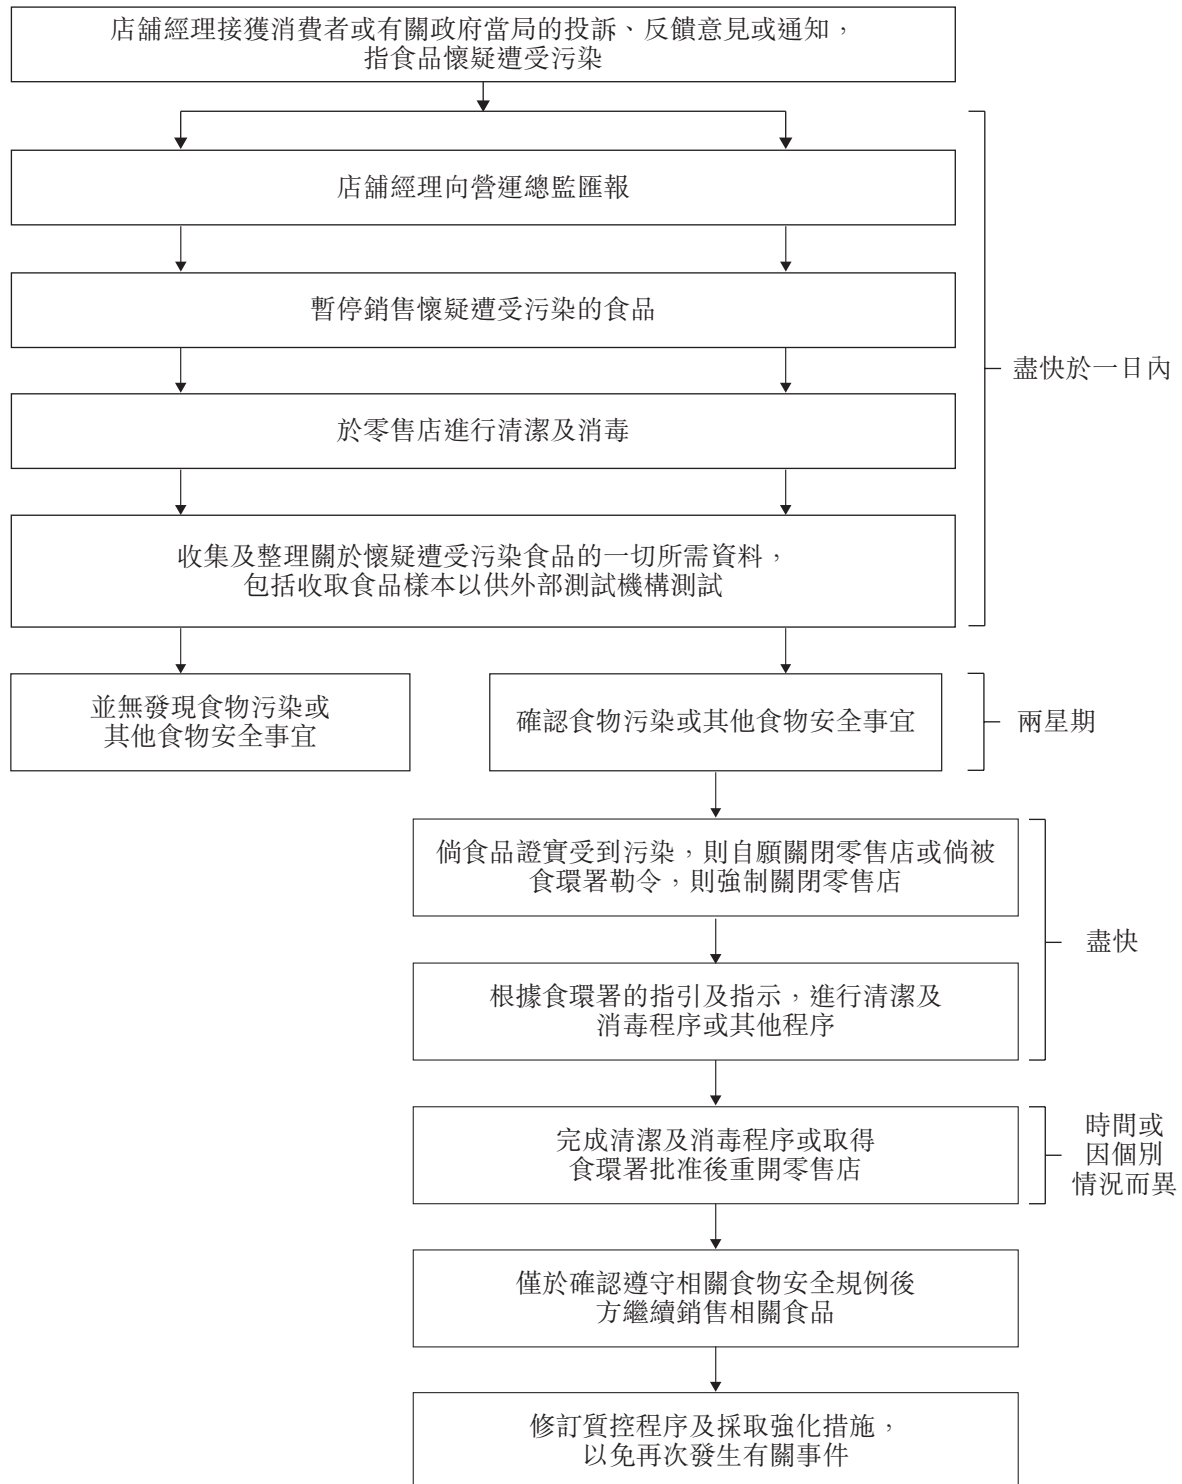 店舖經理接獲消費者或有關政府當局的投訴、反饋意見或通知，
指食品懷疑遭受污染
店舖經理向營運總監匯報
暫停銷售懷疑遭受污染的食品
盡快於一日內
於零售店進行清潔及消毒
收集及整理關於懷疑遭受污染食品的一切所需資料，
包括收取食品樣本以供外部測試機構測試
並無發現食物污染或
其他食物安全事宜
確認食物污染或其他食物安全事宜
兩星期
倘食品證實受到污染，則自願關閉零售店或倘被
食環署勒令，則強制關閉零售店
盡快
根據食環署的指引及指示，進行清潔及
消毒程序或其他程序
完成清潔及消毒程序或取得
食環署批准後重開零售店
時間或
因個別
情況而異
僅於確認遵守相關食物安全規例後
方繼續銷售相關食品
修訂質控程序及採取強化措施，
以免再次發生有關事件